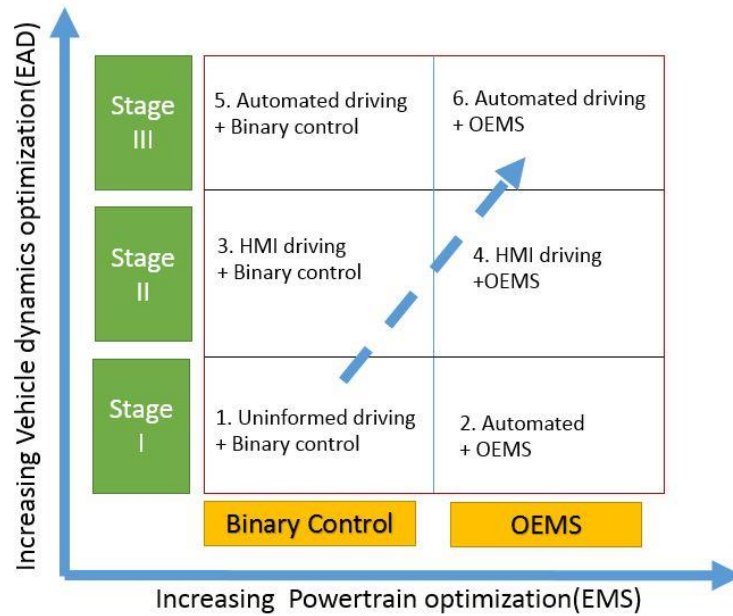 Increasing Vehicle dynamics optimization(EAD)
Stage
III
5. Automated driving
+ Binary control
6. Automated driving
+ OEMS
Stage
II
3. HMI driving
+ Binary control
4. HMI driving
+OEMS
Stage
I
1. Uninformed driving
+ Binary control
2. Automated
+ OEMS
Binary Control
OEMS
Increasing Powertrain optimization(EMS)